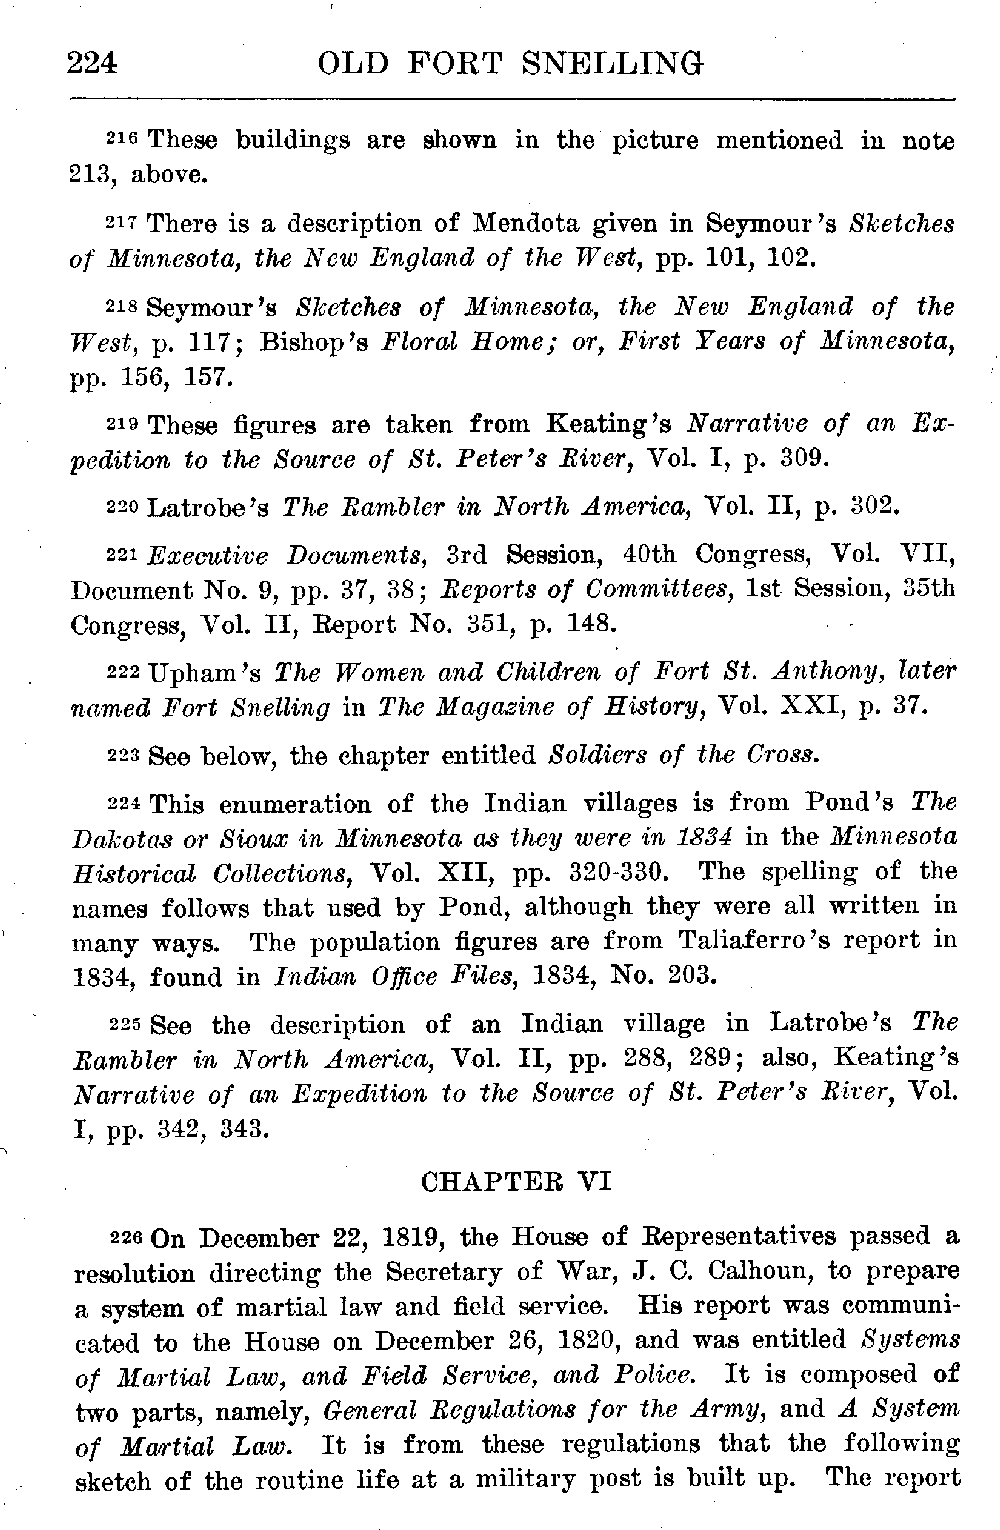 224 OLD FORT SNELLING
216 These buildings are shown in the picture mentioned in note
213, above.
217 There is a description of Mendota given in Seymour's Sketches
of Minnesota, the New England of the West, pp. 101, 102.
218 Seymour's Sketches of Minnesota, the New England of the
West, p. 117; Bishop's Floral Home; or, First Years of Minnesota,
pp. 156, 157.
219 These figures are taken from Keating's Narrative of an Ex-
pedition to the Source of St. Peter's River, Vol. I, p. 309.
220 Latrobe's The Rambler in North America, Vol. II, p. 302.
221 Executive Documents, 3rd Session, 40th Congress, Vol. VII,
Document No. 9, pp. 37, 38; Reports of Committees, 1st Session, 35th
Congress, Vol. II, Report No. 351, p. 148.
222 Upham's The Women and Children of Fort St. Anthony, later
named Fort Snelling in The Magazine of History, Vol. XXI, p. 37.
223 See below, the chapter entitled Soldiers of the Cross.
224 This enumeration of the Indian villages is from Pond's The
Dakotas or Sioux in Minnesota as they were in 1834 in the Minnesota
Historical Collections, Vol. XII, pp. 320-330. The spelling of the
names follows that used by Pond, although they were all written in
many ways. The population figures are from Taliaferro's report in
1834, found in Indian Office Files, 1834, No. 203.
225 See the description of an Indian village in Latrobe's The
Rambler in North America, Vol. II, pp. 288, 289; also, Keating's
Narrative of an Expedition to the Source of St. Peter's River, Vol.
I, pp. 342, 343.
CHAPTER VI
226 On December 22, 1819, the House of Representatives passed a
resolution directing the Secretary of War, J. C. Calhoun, to prepare
a system of martial law and field service. His report was communi-
cated to the House on December 26, 1820, and was entitled Systems
of Martial Law, and Field Service, and Police. It is composed of
two parts, namely, General Regulations for the Army, and A System
of Martial Law. It is from these regulations that the following
sketch of the routine life at a military post is built up. The report